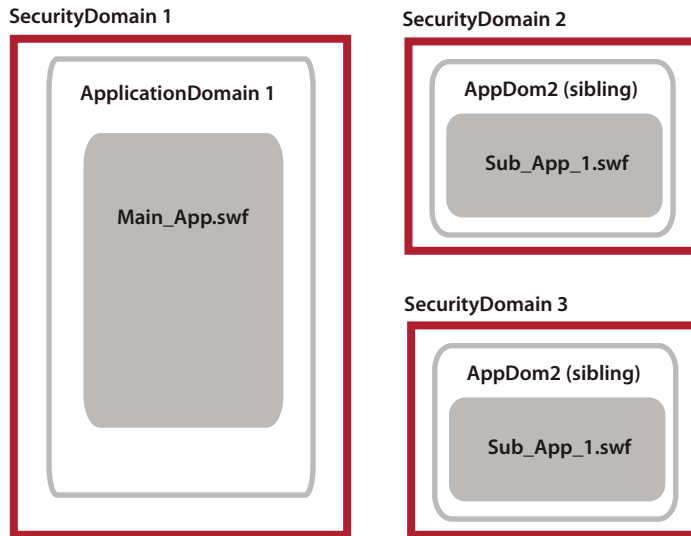 SecurityDomain 1
ApplicationDomain 1
Main_App.swf
SecurityDomain 2
AppDom2 (sibling)
Sub_App_1.swf
SecurityDomain 3
AppDom2 (sibling)
Sub_App_1.swf